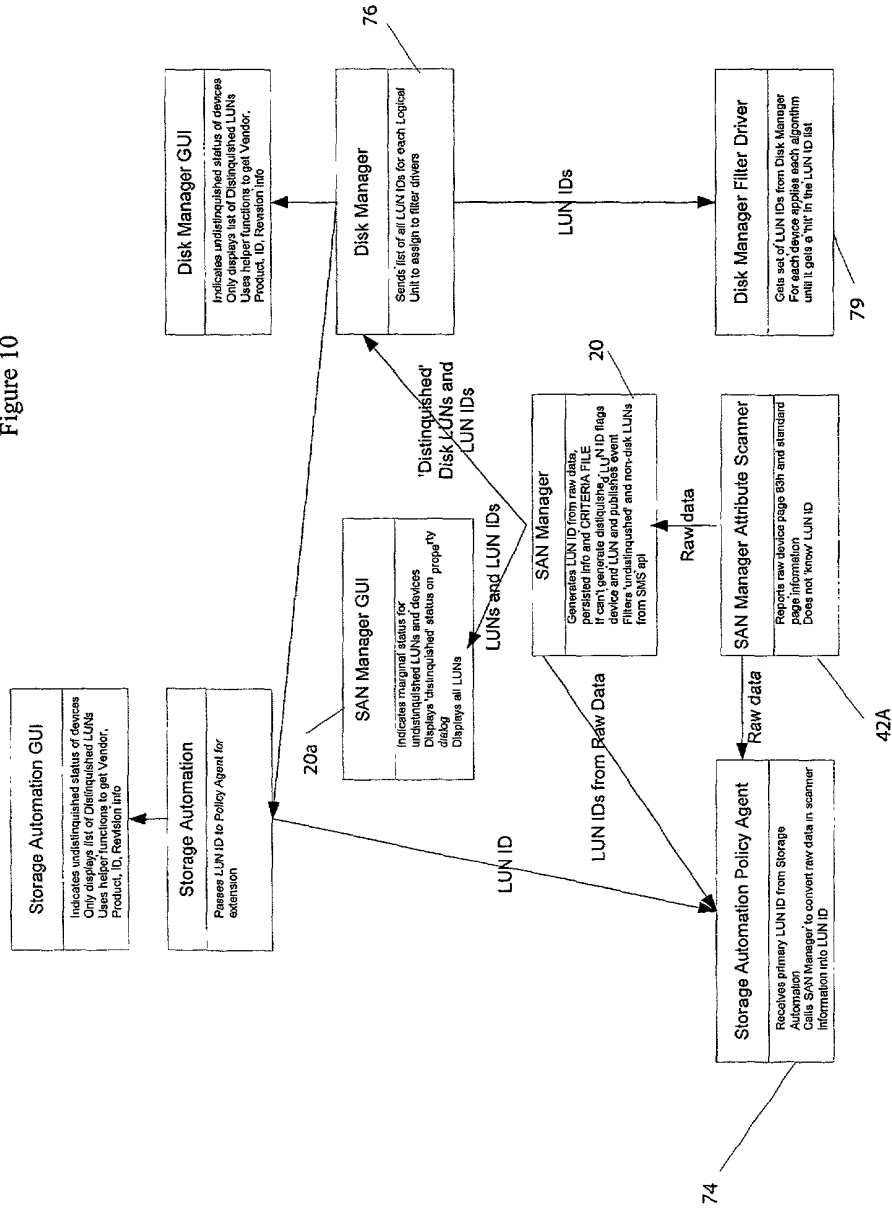 Figure 10
Storage Automation GUI
Indicates undistinguished status of devices
Only displays list of Distinguished LUNs
Uses helper functions to get Vendor,
Product, ID, Revision info
Storage Automation
Passes LUN ID to Policy Agent for
extension
Disk Manager GUI
Indicates undistinguished status of devices
Only displays list of Distinquished LUNs
Uses helper functions to get Vendor,
Product, ID, Revision Info
Disk Manager
Sends list of all LUN IDs for each Logical
Unit to assign to filter drivers
76
20a
SAN Manager GUI
Indicates marginal status for
undistinguished LUNs and devices
Displays 'distinguished' status on property
dialog
Displays all LUNs
LUNs and LUN IDs
'Distinquished'
Disk LUNs and
LUN IDs
SAN Manager
Generates LUN ID from raw data,
persisted info and CRITERIA FILE
If can't generate distiquished LUN ID flags
device and LUN and publishes event
Filters 'undistinqushed' and non-disk LUNs
from SMS api
20
LUN ID
LUN IDs from Raw Data
Raw data
LUN IDs
Storage Automation Policy Agent
Receives primary LUN ID from Storage
Automation
Calls SAN Manager to convert raw data in scanner
information into LUN ID
74
Raw data
SAN Manager Attribute Scanner
Reports raw device page 83h and standard
page information
Does not 'know' LUN ID
42A
Disk Manager Filter Driver
Gets set of LUN IDs from Disk Manager
For each device applies each algorithm
until it gets a 'hit' in the LUN ID list
79